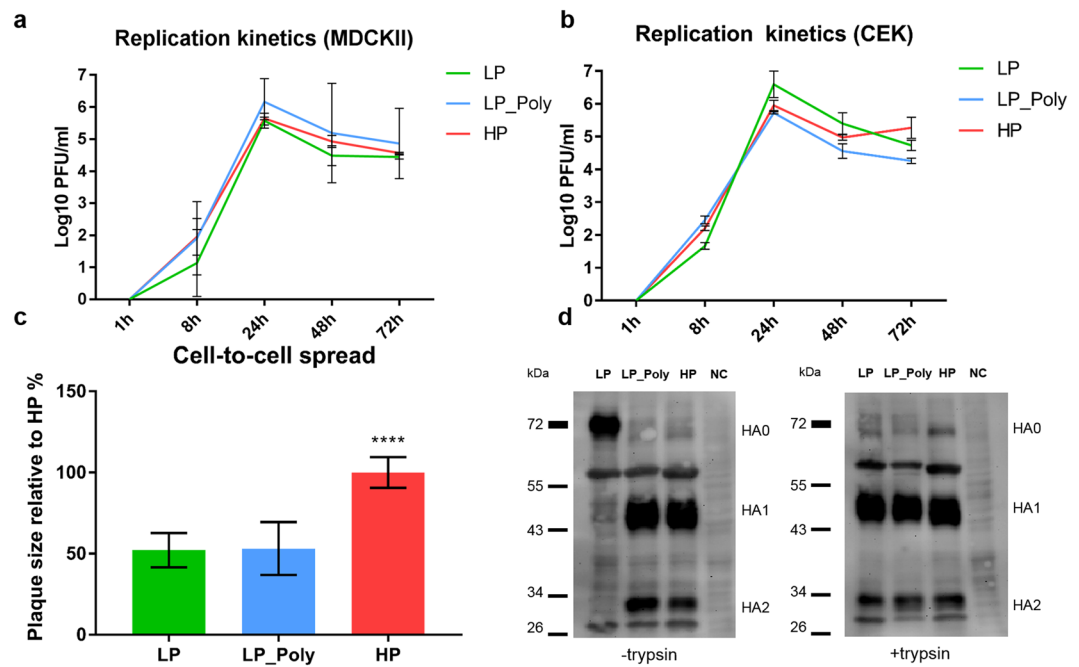 a
Replication kinetics (MDCKII)
Log10 PFU/ml
7
6
5
4
3
2
1
0
1h
8h
24h
48h
72h
LP
LP_Poly
HP
b
Replication kinetics (CEK)
Log10 PFU/ml
7
6
5
4
3
2
1
0
1h
8h
24h
48h
72h
LP
LP_Poly
HP
c
Cell-to-cell spread
Plaque size relative to HP %
150
100
50
0
****
LP
LP_Poly
HP
d
kDa
LP LP_Poly HP NC
72
55
43
34
26
HA0
HA1
HA2
-trypsin
kDa
LP LP_Poly HP NC
72
55
43
34
26
HA0
HA1
HA2
+trypsin